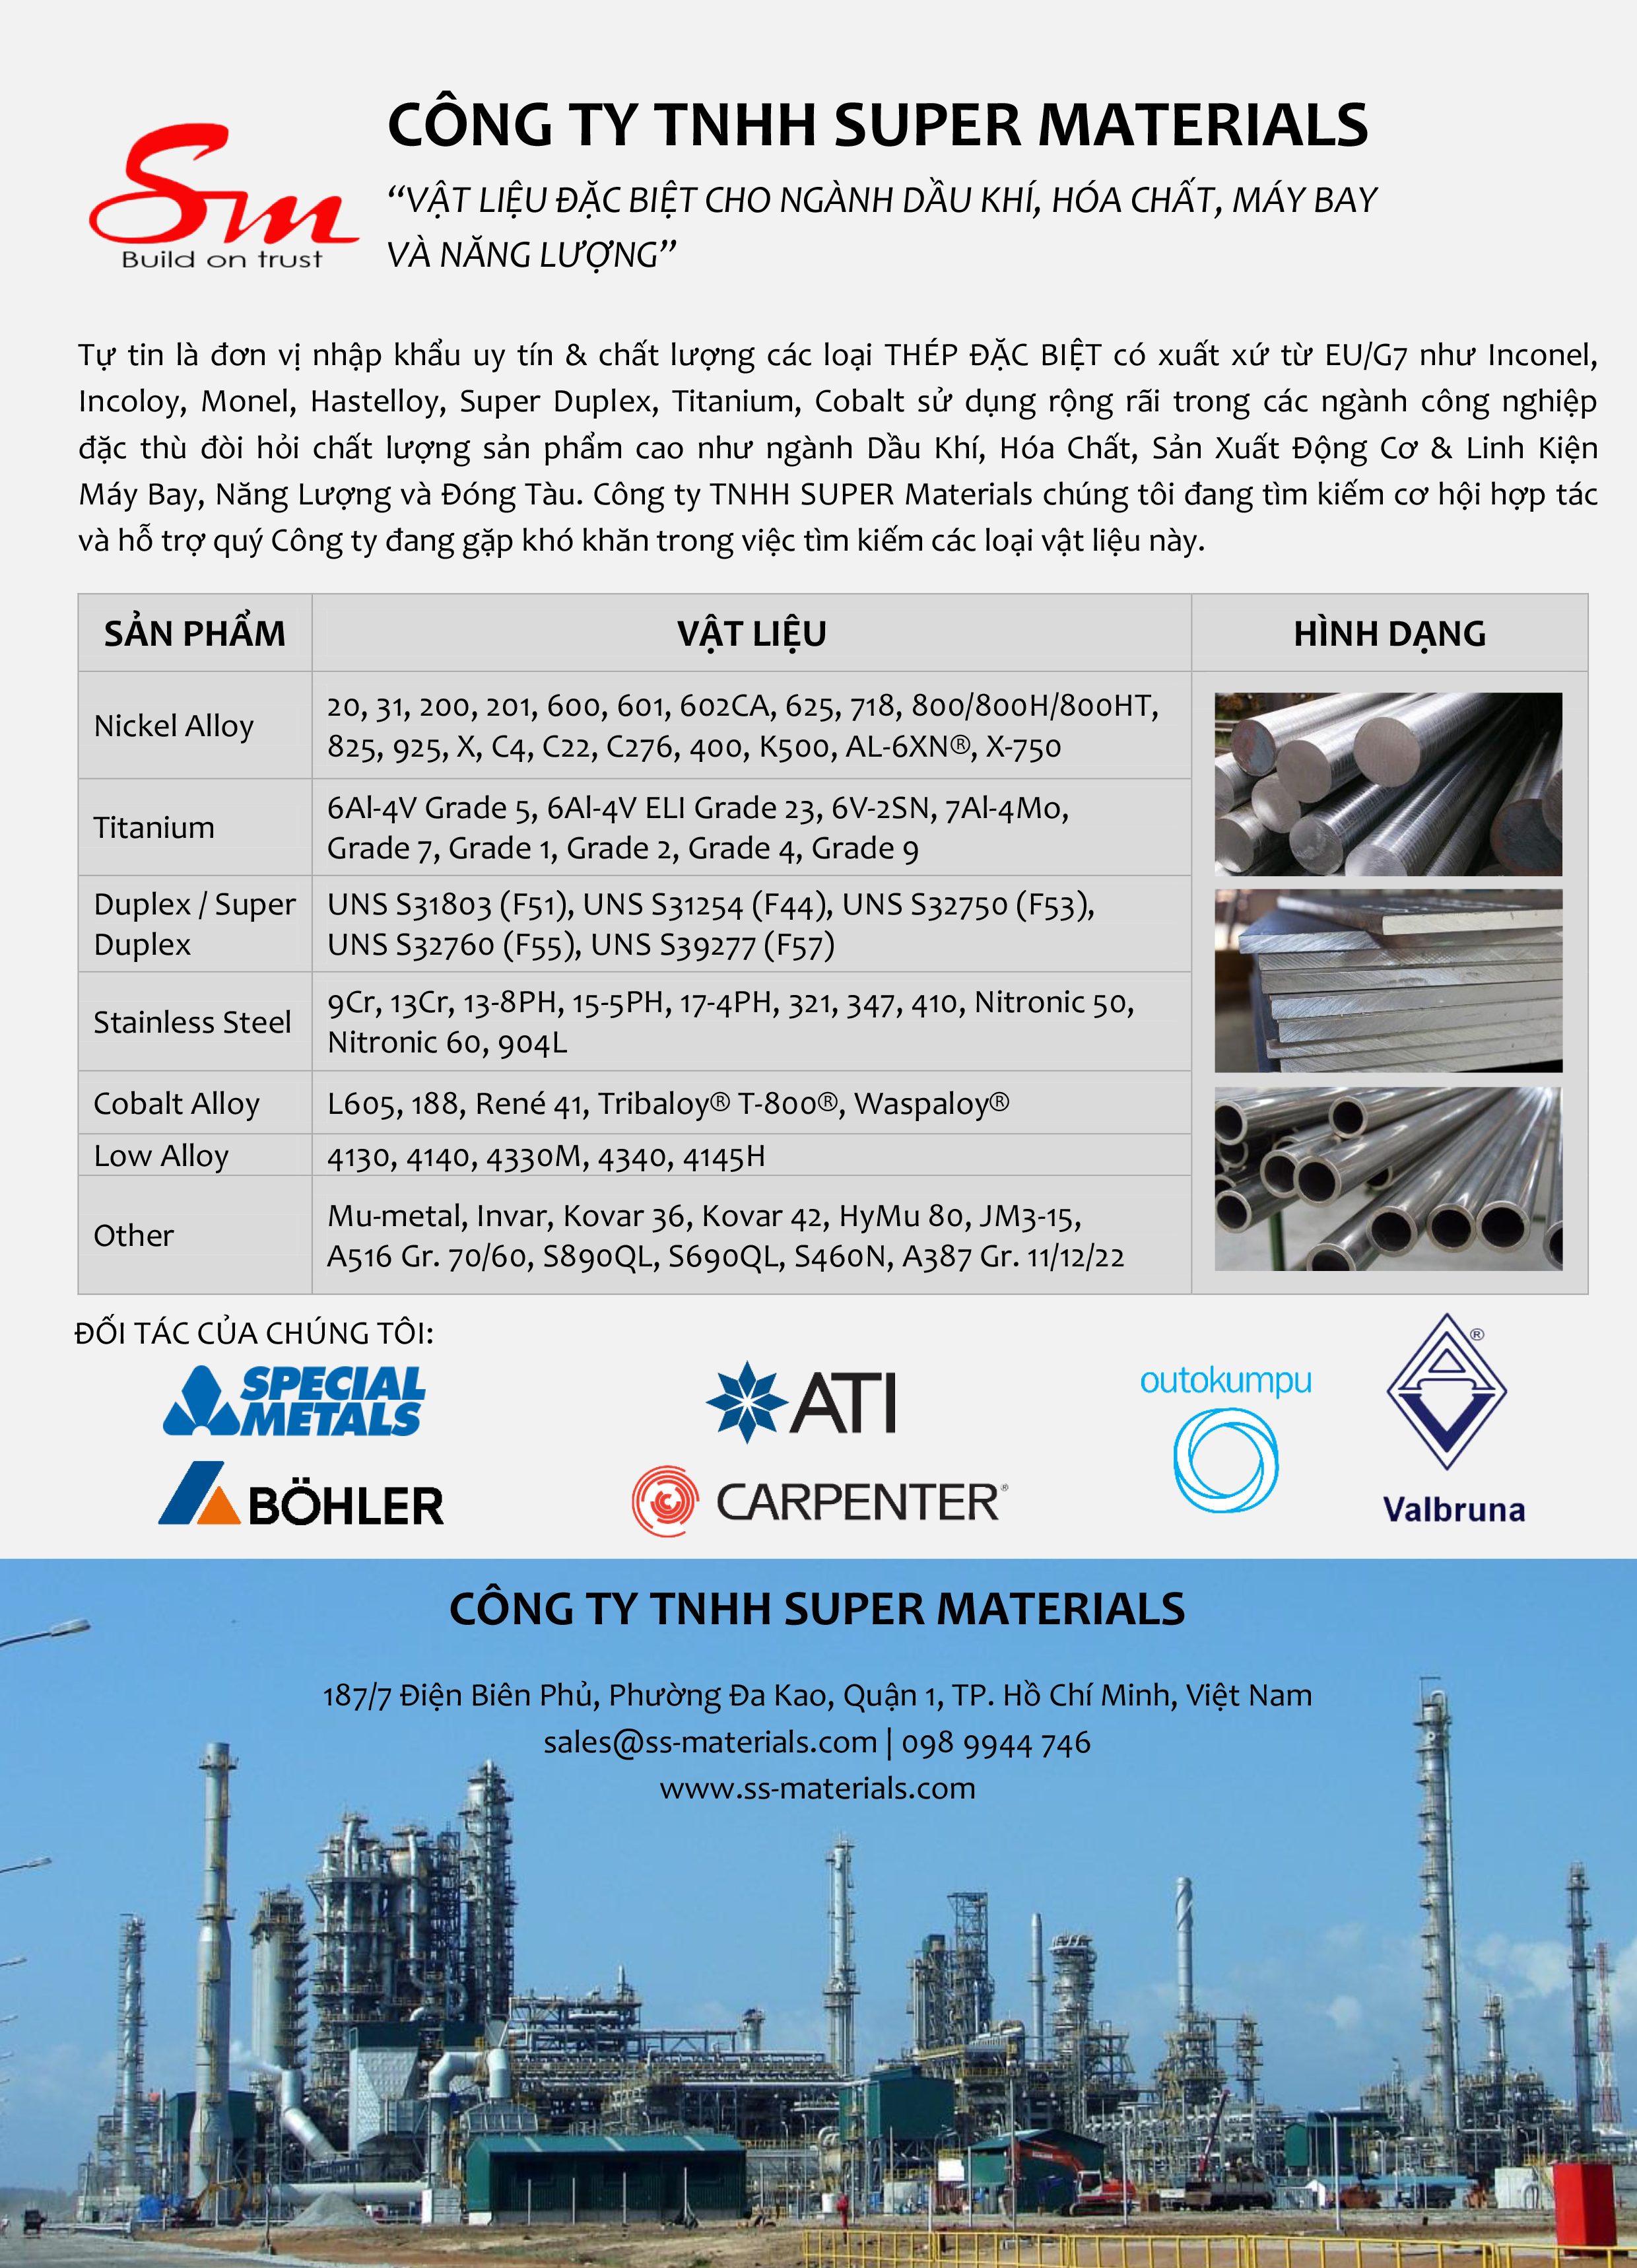 Sm
Build on trust
CÔNG TY TNHH SUPER MATERIALS
“VẬT LIỆU ĐẶC BIỆT CHO NGÀNH DẦU KHÍ, HÓA CHẤT, MÁY BAY
VÀ NĂNG LƯỢNG”
Tự tin là đơn vị nhập khẩu uy tín & chất lượng các loại THÉP ĐẶC BIỆT có xuất xứ từ EU/G7 như Inconel,
Incoloy, Monel, Hastelloy, Super Duplex, Titanium, Cobalt sử dụng rộng rãi trong các ngành công nghiệp
đặc thù đòi hỏi chất lượng sản phẩm cao như ngành Dầu Khí, Hóa Chất, Sản Xuất Động Cơ & Linh Kiện
Máy Bay, Năng Lượng và Đóng Tàu. Công ty TNHH SUPER Materials chúng tôi đang tìm kiếm cơ hội hợp tác
và hỗ trợ quý Công ty đang gặp khó khăn trong việc tìm kiếm các loại vật liệu này.
SẢN PHẨM VẬT LIỆU HÌNH DẠNG
Nickel Alloy
20, 31, 200, 201, 600, 601, 602CA, 625, 718, 800/800H/800HT,
825, 925, X, C4, C22, C276, 400, K500, AL-6XN®, X-750
Titanium
6Al-4V Grade 5, 6Al-4V ELI Grade 23, 6V-2SN, 7Al-4Mo,
Grade 7, Grade 1, Grade 2, Grade 4, Grade 9
Duplex / Super
Duplex
UNS S31803 (F51), UNS S31254 (F44), UNS S32750 (F53),
UNS S32760 (F55), UNS S39277 (F57)
Stainless Steel
9Cr, 13Cr, 13-8PH, 15-5PH, 17-4PH, 321, 347, 410, Nitronic 50,
Nitronic 60, 904L
Cobalt Alloy
L605, 188, René 41, Tribaloy® T-800®, Waspaloy®
Low Alloy
4130, 4140, 4330M, 4340, 4145H
Other
Mu-metal, Invar, Kovar 36, Kovar 42, HyMu 80, JM3-15,
A516 Gr. 70/60, S890QL, S690QL, S460N, A387 Gr. 11/12/22
ĐỐI TÁC CỦA CHÚNG TÔI:
SPECIAL
METALS
ATI
outokumpu
®
BÖHLER
CARPENTER®
Valbruna
CÔNG TY TNHH SUPER MATERIALS
187/7 Điện Biên Phủ, Phường Đa Kao, Quận 1, TP. Hồ Chí Minh, Việt Nam
sales@ss-materials.com | 098 9944 746
www.ss-materials.com